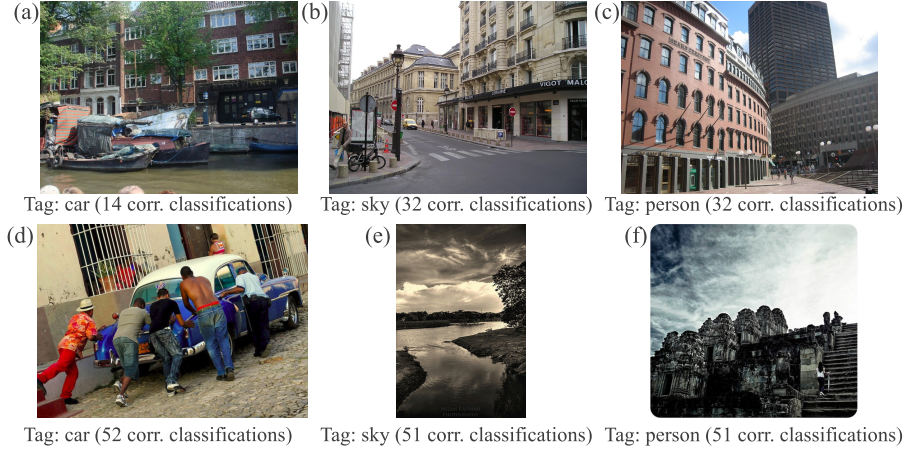 (a) (b) (c)
VIGOT MALO
Tag: car (14 corr. classifications) Tag: sky (32 corr. classifications) Tag: person (32 corr. classifications)
(d) (e) (f)
Tag: car (52 corr. classifications) Tag: sky (51 corr. classifications) Tag: person (51 corr. classifications)